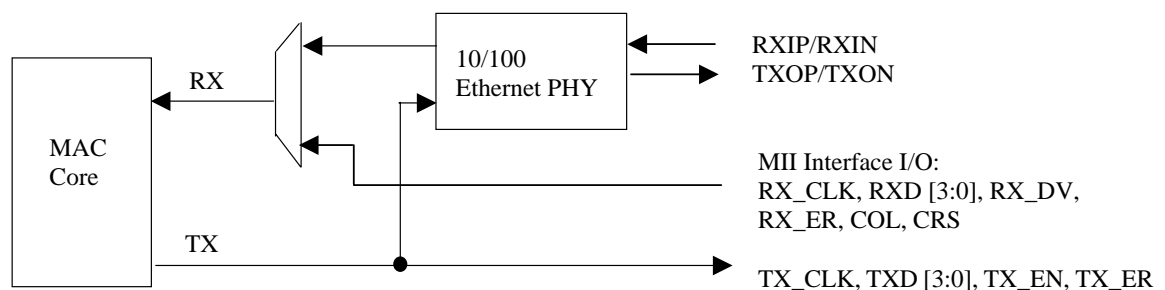 10/100
Ethernet PHY
RXIP/RXIN
TXOP/TXON
RX
MAC
Core
MII Interface I/O:
RX_CLK, RXD [3:0], RX_DV,
RX_ER, COL, CRS
TX
TX_CLK, TXD [3:0], TX_EN, TX_ER